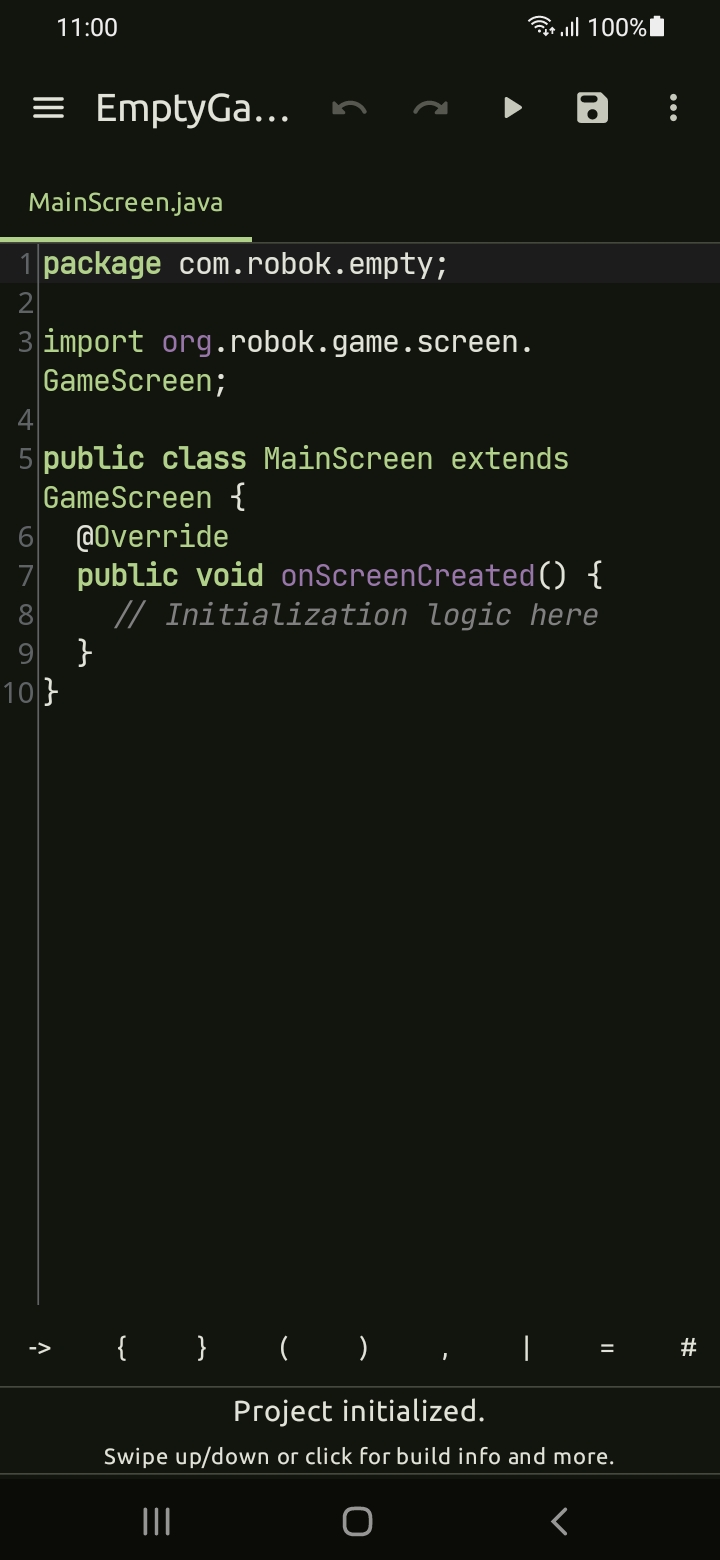 11:00 100%
EmptyGa...
MainScreen.java
1 package com.robok.empty;
2
3 import org.robok.game.screen.
GameScreen;
4
5 public class MainScreen extends
GameScreen {
6 @Override
7 public void onScreenCreated() {
8 // Initialization logic here
9 }
10 }
-> { } ( ) , | = #
Project initialized.
Swipe up/down or click for build info and more.